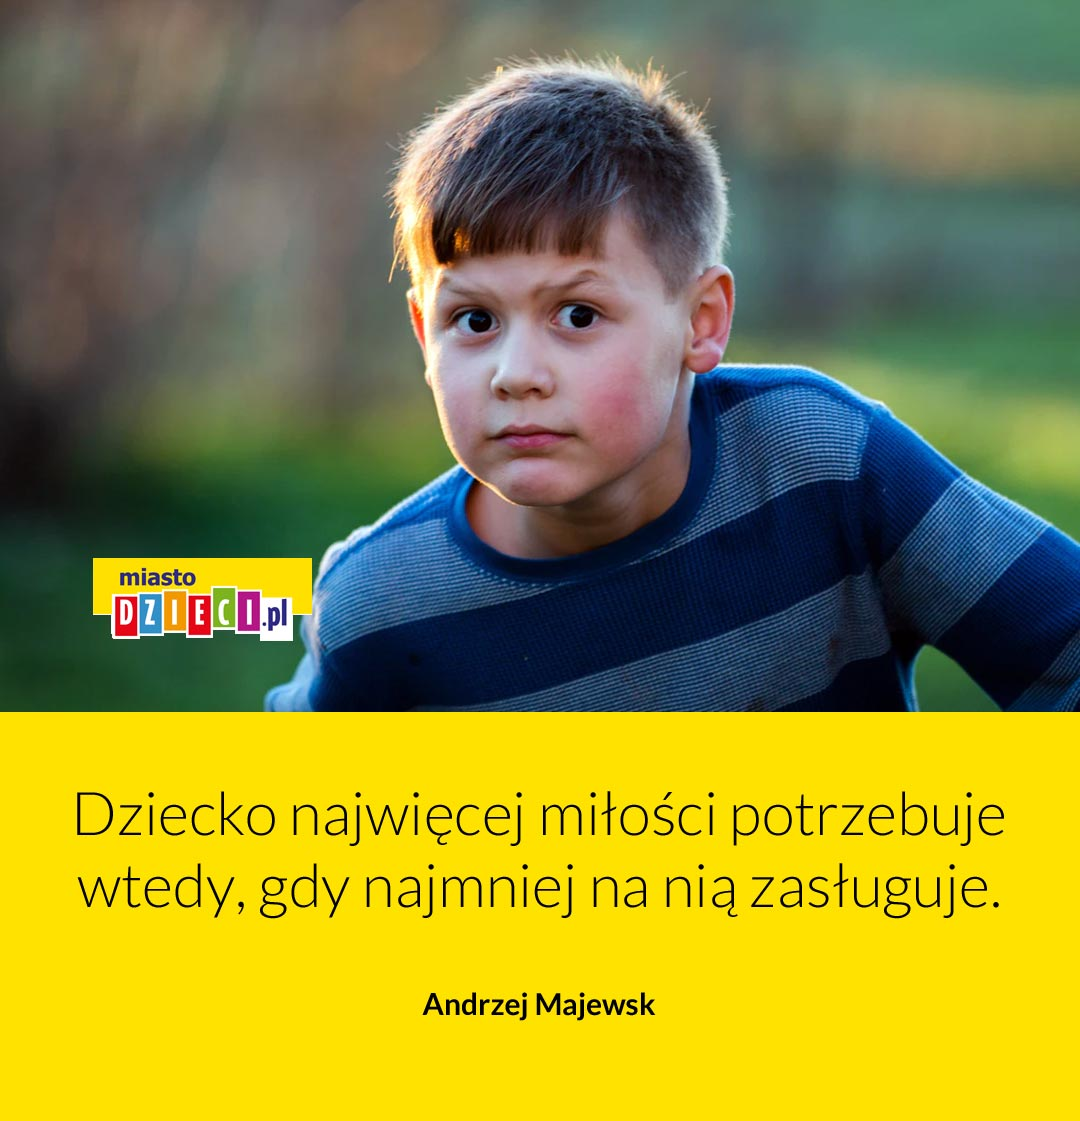 miasto
DZIECI.pl
Dziecko najwięcej miłości potrzebuje
wtedy, gdy najmniej na nią zasługuje.
Andrzej Majewsk